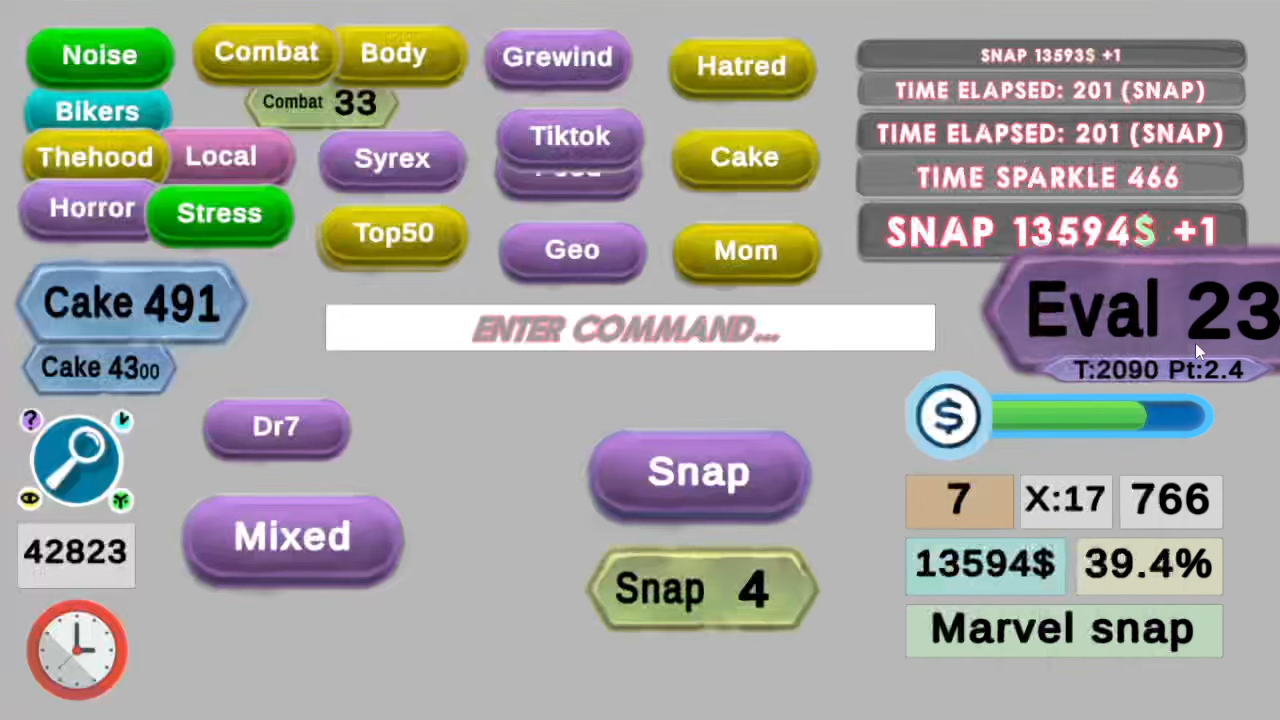 Noise
Combat
Body
Grewind
Hatred
SNAP 13593$ +1
TIME ELAPSED: 201 (SNAP)
TIME ELAPSED: 201 (SNAP)
TIME SPARKLE 466
SNAP 13594$ +1
Bikers
Combat 33
Tiktok
Thehood
Local
Syrex
Cake
Horror
Stress
Top50
Geo
Mom
Cake 491
Cake 4300
ENTER COMMAND...
Eval 23
T:2090 Pt:2.4
$
?
Dr7
Snap
7
X:17
766
Mixed
42823
13594$
39.4%
Snap 4
Marvel snap